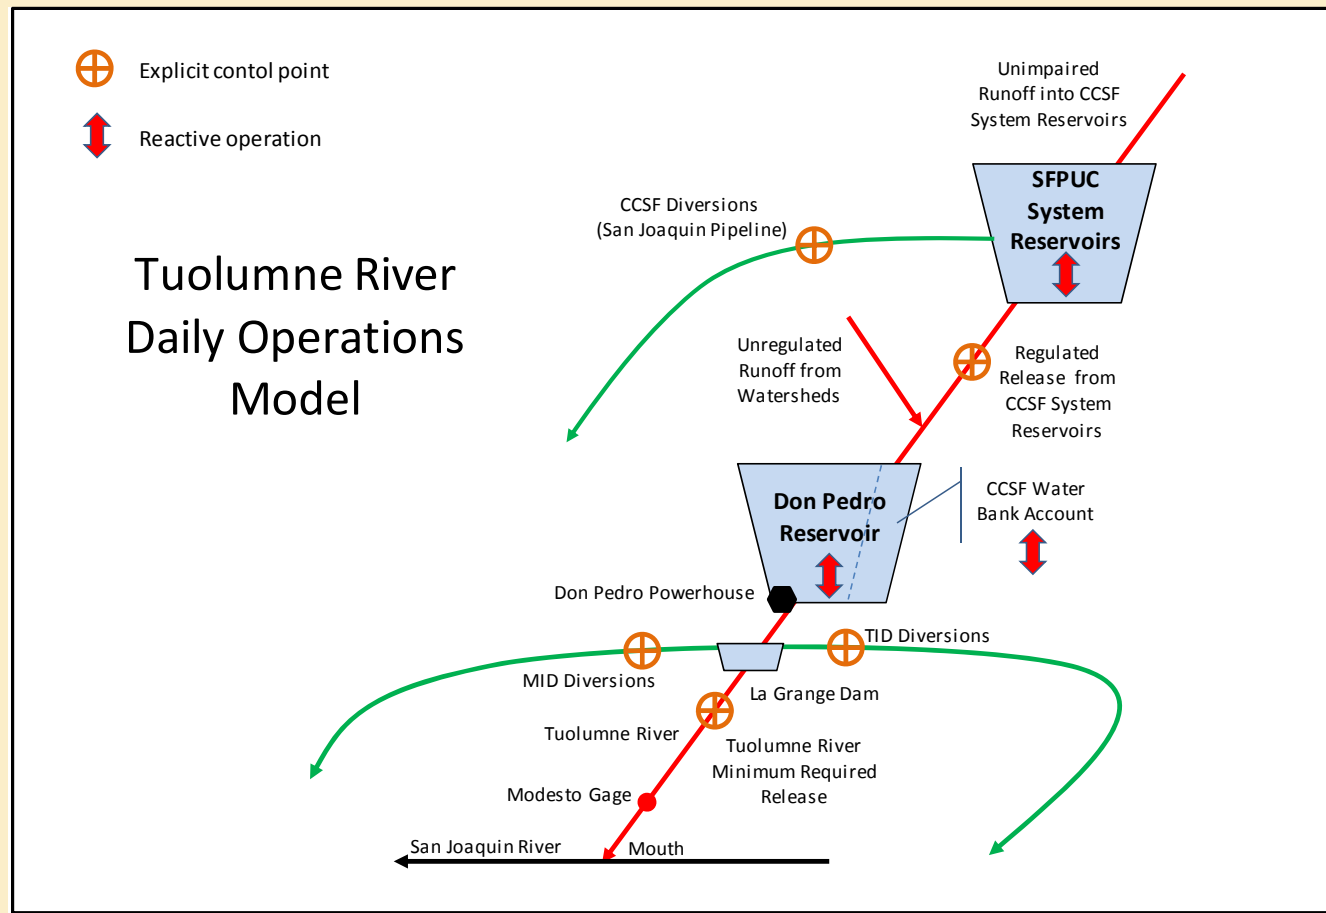 Explicit contol point
Reactive operation
Tuolumne River
Daily Operations
Model
Unimpaired
Runoff into CCSF
System Reservoirs
SFPUC
System
Reservoirs
CCSF Diversions
(San Joaquin Pipeline)
Unregulated
Runoff from
Watersheds
Regulated
Release from
CCSF System
Reservoirs
Don Pedro
Reservoir
CCSF Water
Bank Account
Don Pedro Powerhouse
TID Diversions
MID Diversions
La Grange Dam
Tuolumne River
Tuolumne River
Minimum Required
Release
Modesto Gage
San Joaquin River
Mouth